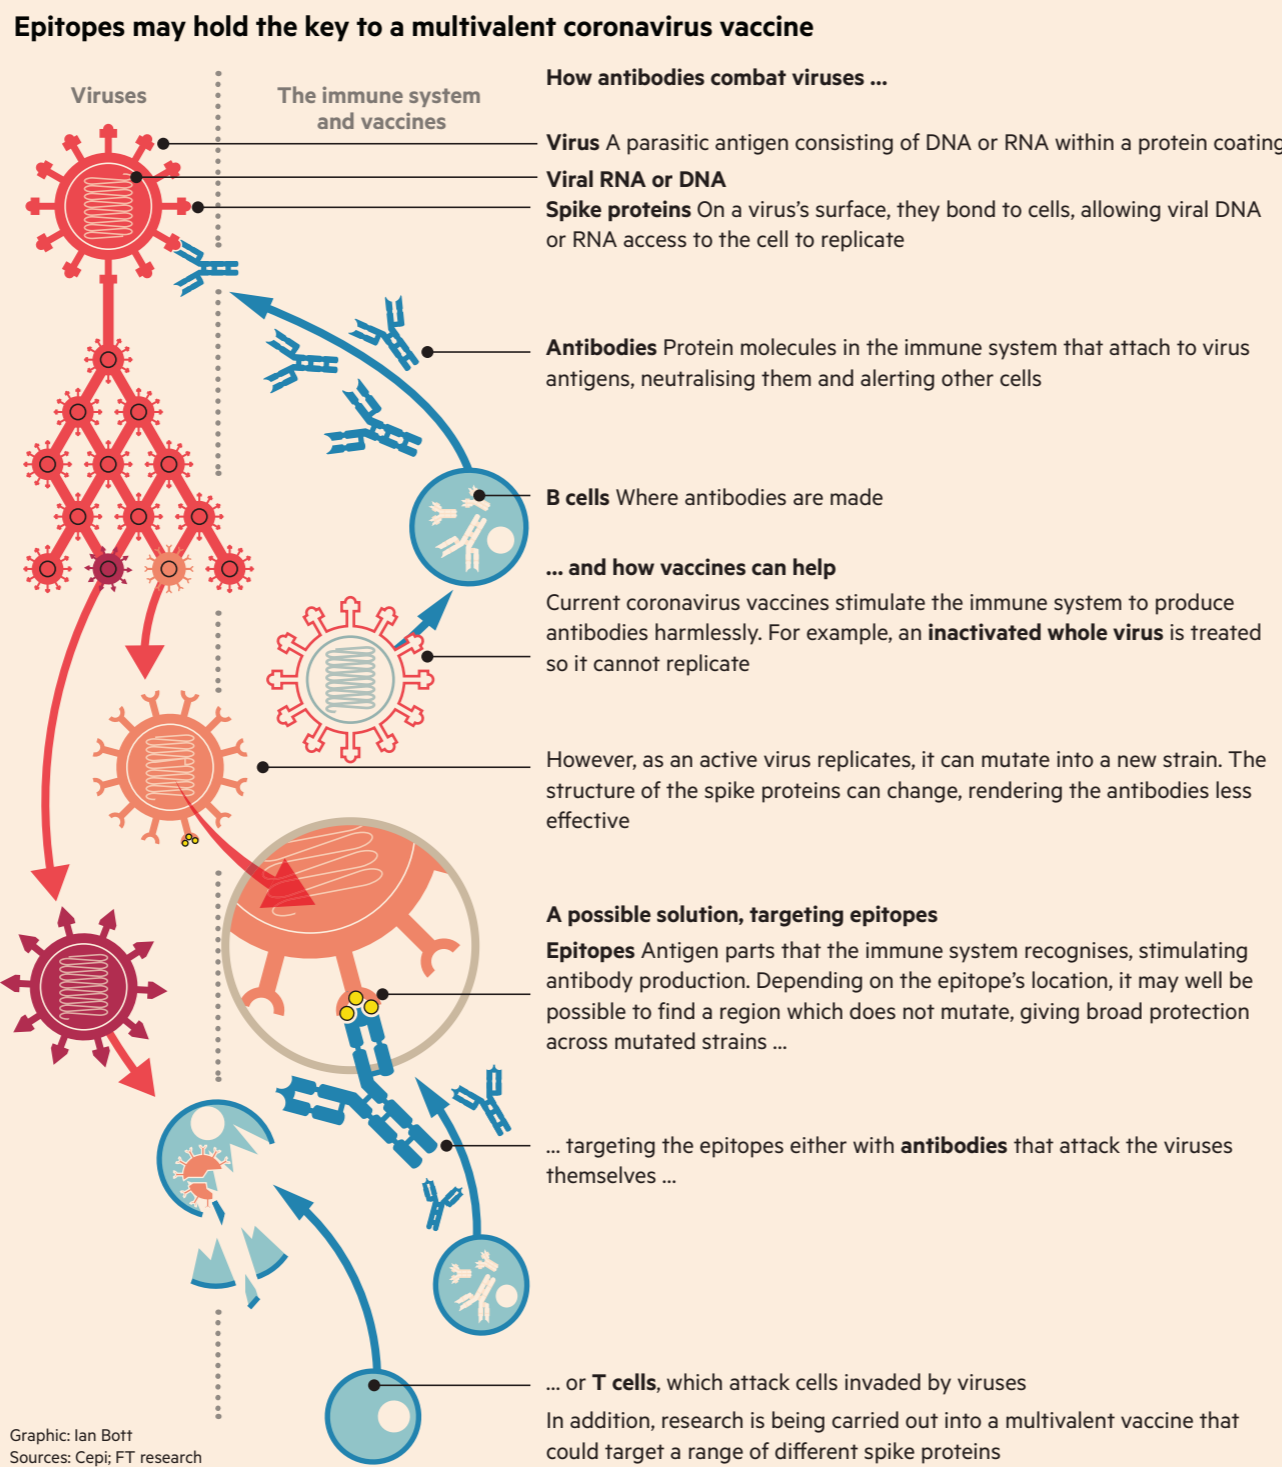 Epitopes may hold the key to a multivalent coronavirus vaccine
Viruses
The immune system
and vaccines
How antibodies combat viruses ...
Virus A parasitic antigen consisting of DNA or RNA within a protein coating
Viral RNA or DNA
Spike proteins On a virus's surface, they bond to cells, allowing viral DNA
or RNA access to the cell to replicate
Antibodies Protein molecules in the immune system that attach to virus
antigens, neutralising them and alerting other cells
B cells Where antibodies are made
... and how vaccines can help
Current coronavirus vaccines stimulate the immune system to produce
antibodies harmlessly. For example, an inactivated whole virus is treated
so it cannot replicate
However, as an active virus replicates, it can mutate into a new strain. The
structure of the spike proteins can change, rendering the antibodies less
effective
A possible solution, targeting epitopes
Epitopes Antigen parts that the immune system recognises, stimulating
antibody production. Depending on the epitope's location, it may well be
possible to find a region which does not mutate, giving broad protection
across mutated strains ...
... targeting the epitopes either with antibodies that attack the viruses
themselves ...
... or T cells, which attack cells invaded by viruses
In addition, research is being carried out into a multivalent vaccine that
could target a range of different spike proteins
Graphic: Ian Bott
Sources: Cepi; FT research